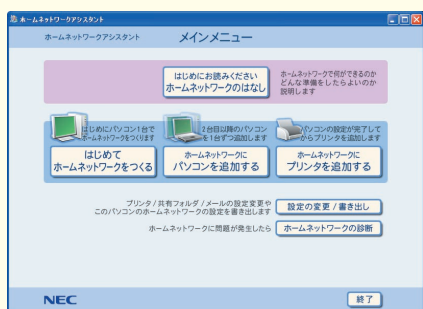 ホームネットワークアシスタント
ホームネットワークアシスタント
メインメニュー
はじめにお読みください
ホームネットワークのはなし
ホームネットワークで何ができるのか
どんな準備をしたらよいのか
説明します
はじめにパソコン1台で
ホームネットワークをつくります
はじめて
ホームネットワークをつくる
2台目以降のパソコン
を1台ずつ追加します
ホームネットワークに
パソコンを追加する
パソコンの設定が完了して
からプリンタを追加します
ホームネットワークに
プリンタを追加する
プリンタ/共有フォルダ/メールの設定変更や
このパソコンのホームネットワークの設定を書き出します
設定の変更/書き出し
ホームネットワークに問題が発生したら
ホームネットワークの診断
NEC
終了